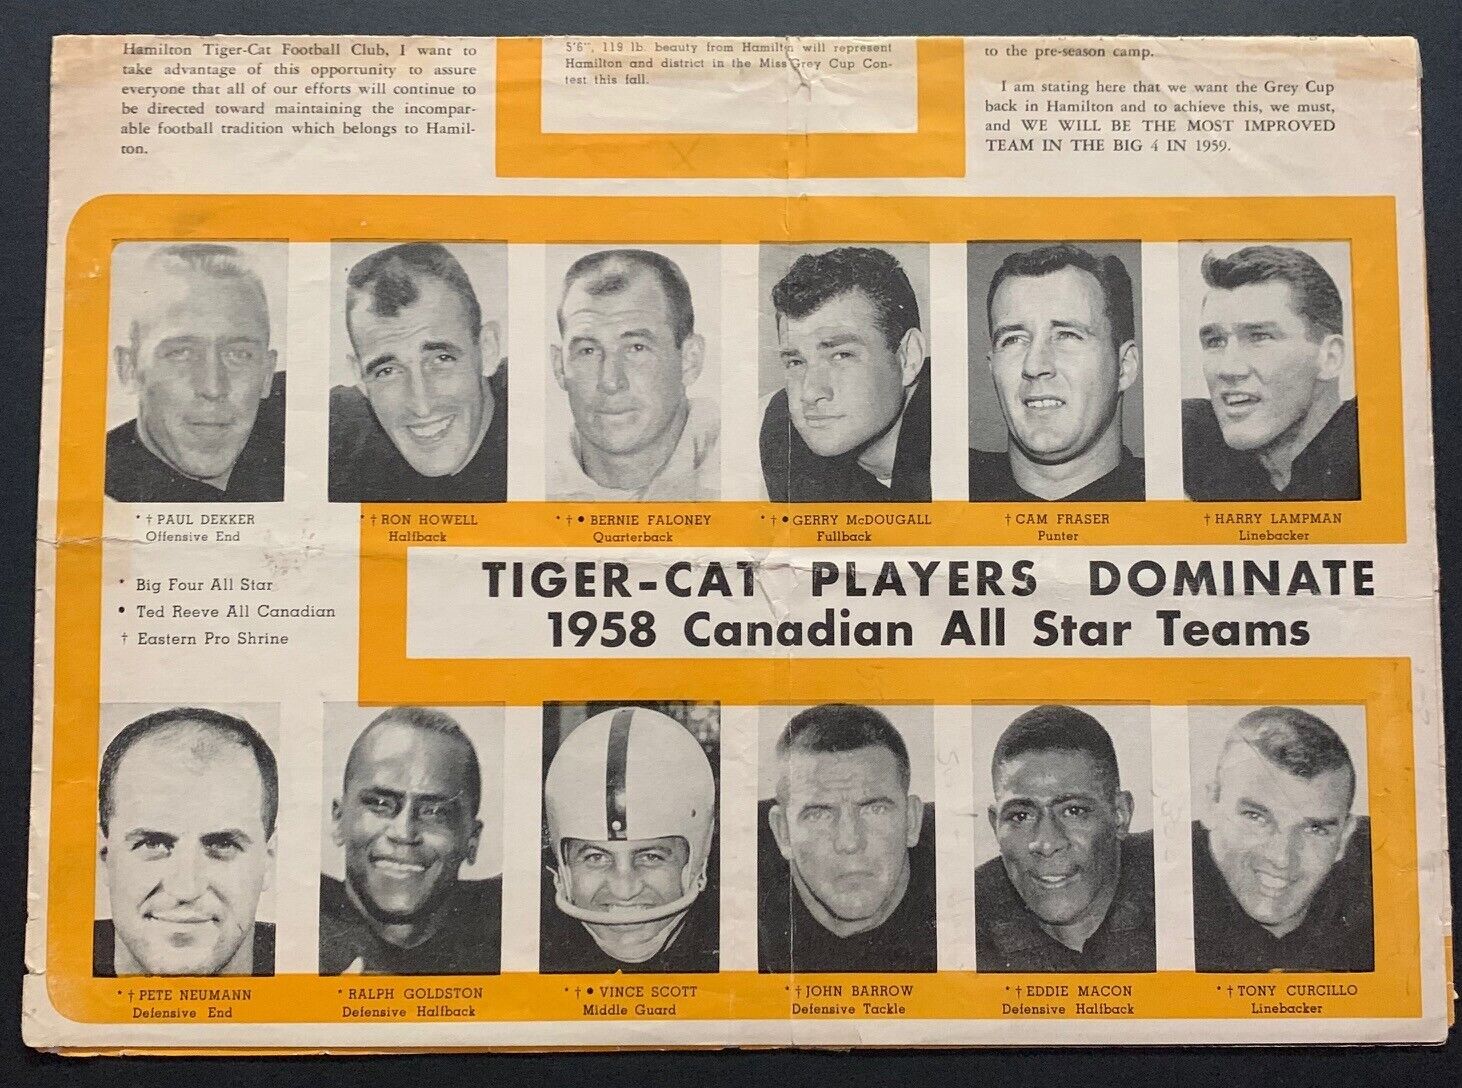 Hamilton Tiger-Cat Football Club, I want to
take advantage of this opportunity to assure
everyone that all of our efforts will continue to
be directed toward maintaining the incompar-
able football tradition which belongs to Hamil-
ton.
5'6", 119 lb. beauty from Hamilton will represent
Hamilton and district in the Miss Grey Cup Con-
test this fall.
to the pre-season camp.
I am stating here that we want the Grey Cup
back in Hamilton and to achieve this, we must,
and WE WILL BE THE MOST IMPROVED
TEAM IN THE BIG 4 IN 1959.
* † PAUL DEKKER
Offensive End
* † RON HOWELL
Halfback
* † • BERNIE FALONEY
Quarterback
* † • GERRY McDOUGALL
Fullback
† CAM FRASER
Punter
† HARRY LAMPMAN
Linebacker
* Big Four All Star
• Ted Reeve All Canadian
† Eastern Pro Shrine
TIGER-CAT PLAYERS DOMINATE
1958 Canadian All Star Teams
* † PETE NEUMANN
Defensive End
* RALPH GOLDSTON
Defensive Halfback
* † • VINCE SCOTT
Middle Guard
* † JOHN BARROW
Defensive Tackle
* † EDDIE MACON
Defensive Halfback
* † TONY CURCILLO
Linebacker